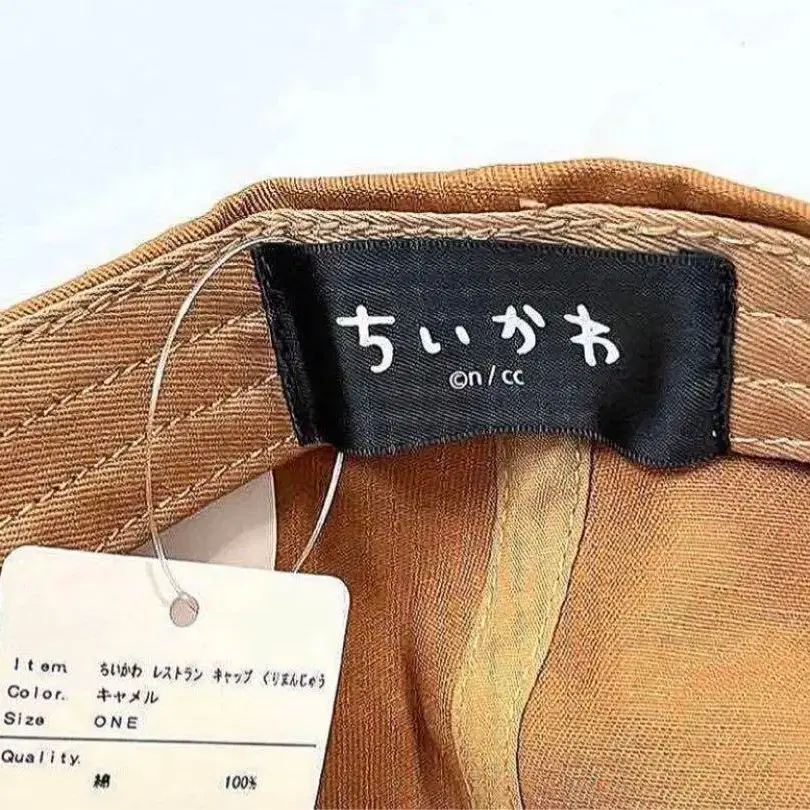 ちいかわ
©n / cc
Item ちいかわ レストラン キャップ くりまんじゅう
Color. キャメル
Size ONE
Quality.
綿 100%